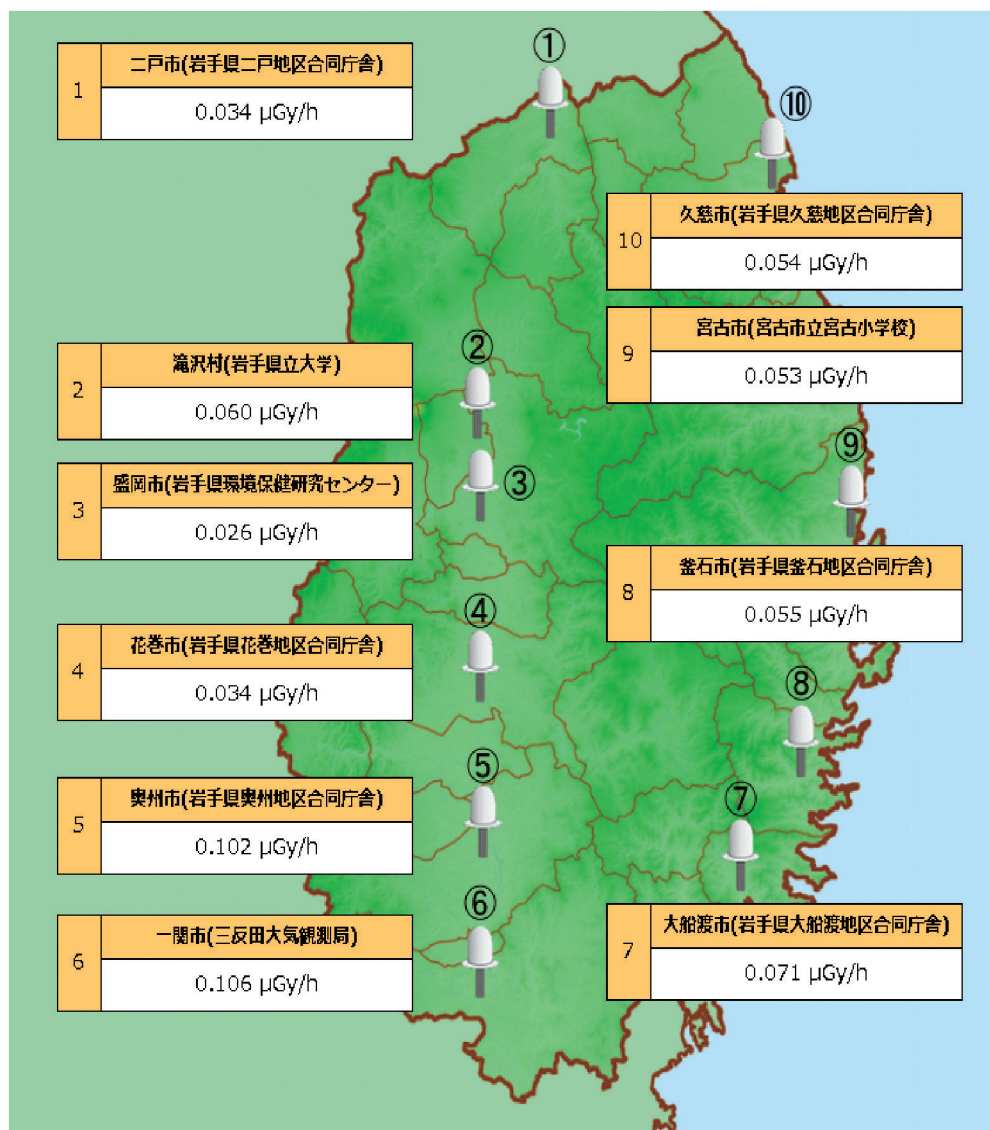 1
二戸市(岩手県二戸地区合同庁舎)
0.034 μGy/h
2
滝沢村(岩手県立大学)
0.060 μGy/h
3
盛岡市(岩手県環境保健研究センター)
0.026 μGy/h
4
花巻市(岩手県花巻地区合同庁舎)
0.034 μGy/h
5
奥州市(岩手県奥州地区合同庁舎)
0.102 μGy/h
6
一関市(三反田大気観測局)
0.106 μGy/h
10
久慈市(岩手県久慈地区合同庁舎)
0.054 μGy/h
9
宮古市(宮古市立宮古小学校)
0.053 μGy/h
8
釜石市(岩手県釜石地区合同庁舎)
0.055 μGy/h
7
大船渡市(岩手県大船渡地区合同庁舎)
0.071 μGy/h
①
⑩
②
③
⑨
④
⑧
⑤
⑦
⑥